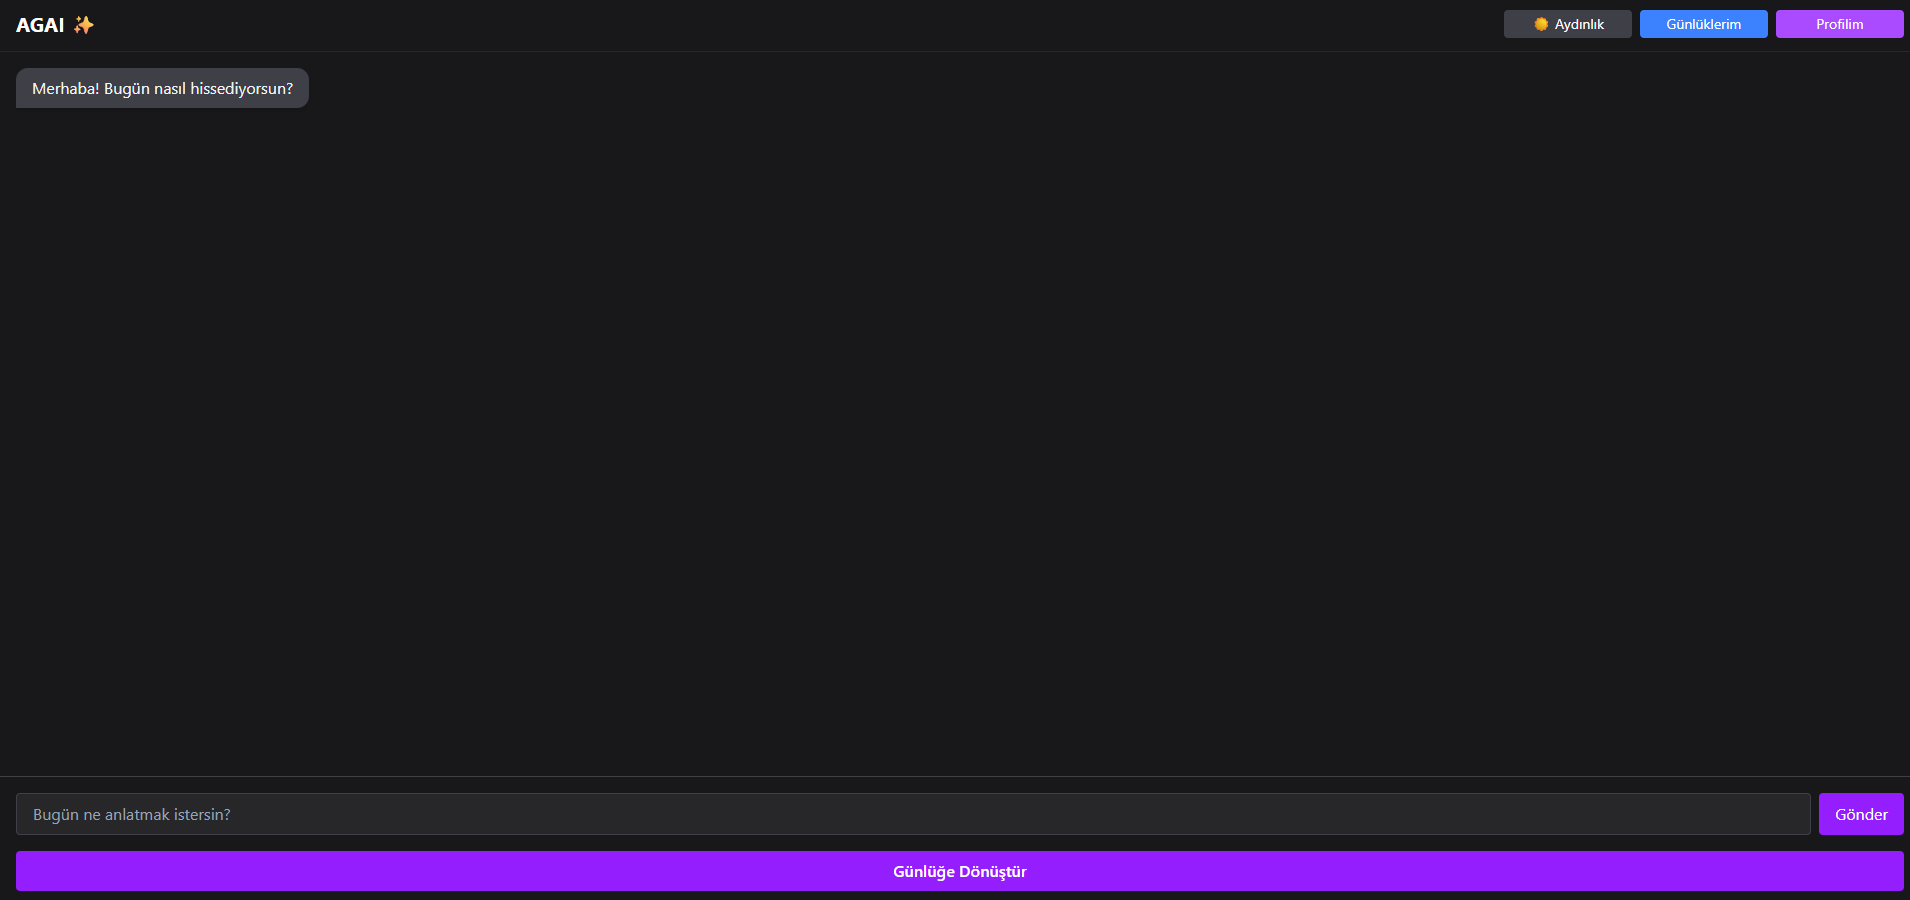 AGAI ✨
Aydınlık
Günlüklerim
Profilim
Merhaba! Bugün nasıl hissediyorsun?
Bugün ne anlatmak istersin?
Gönder
Günlüğe Dönüştür